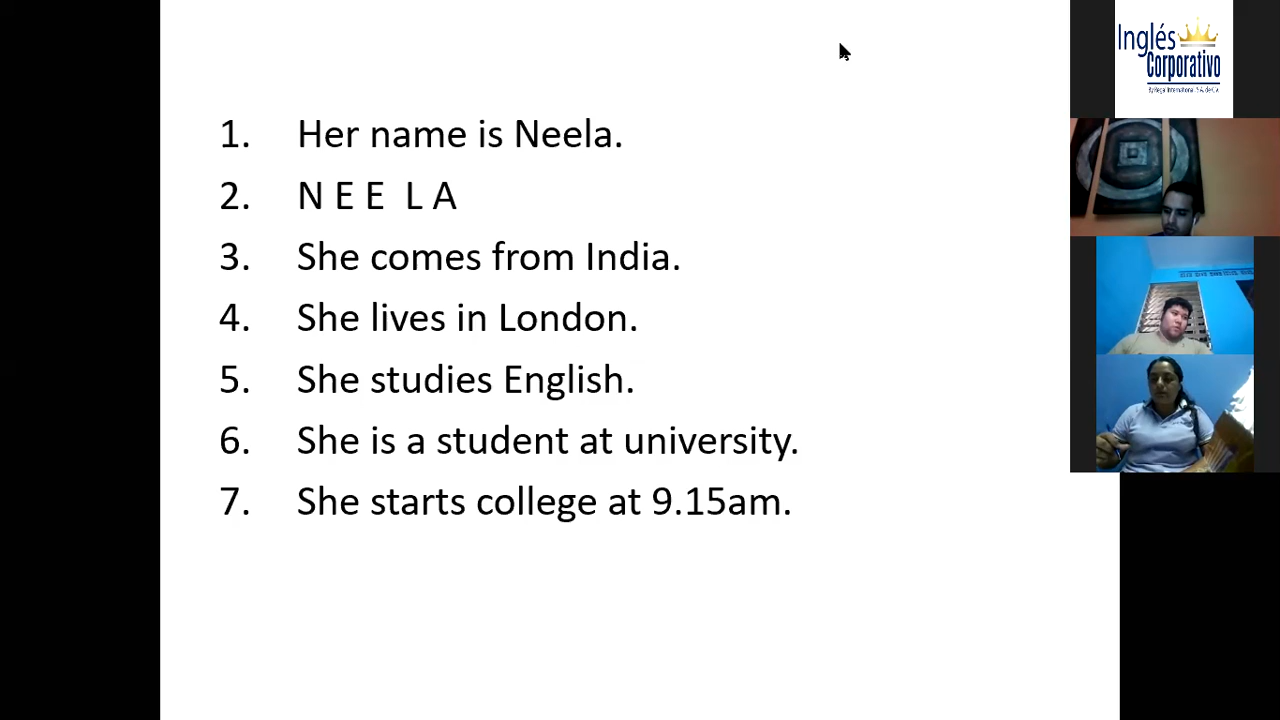 Inglés
Corporativo
1. Her name is Neela.
2. N E E L A
3. She comes from India.
4. She lives in London.
5. She studies English.
6. She is a student at university.
7. She starts college at 9.15am.